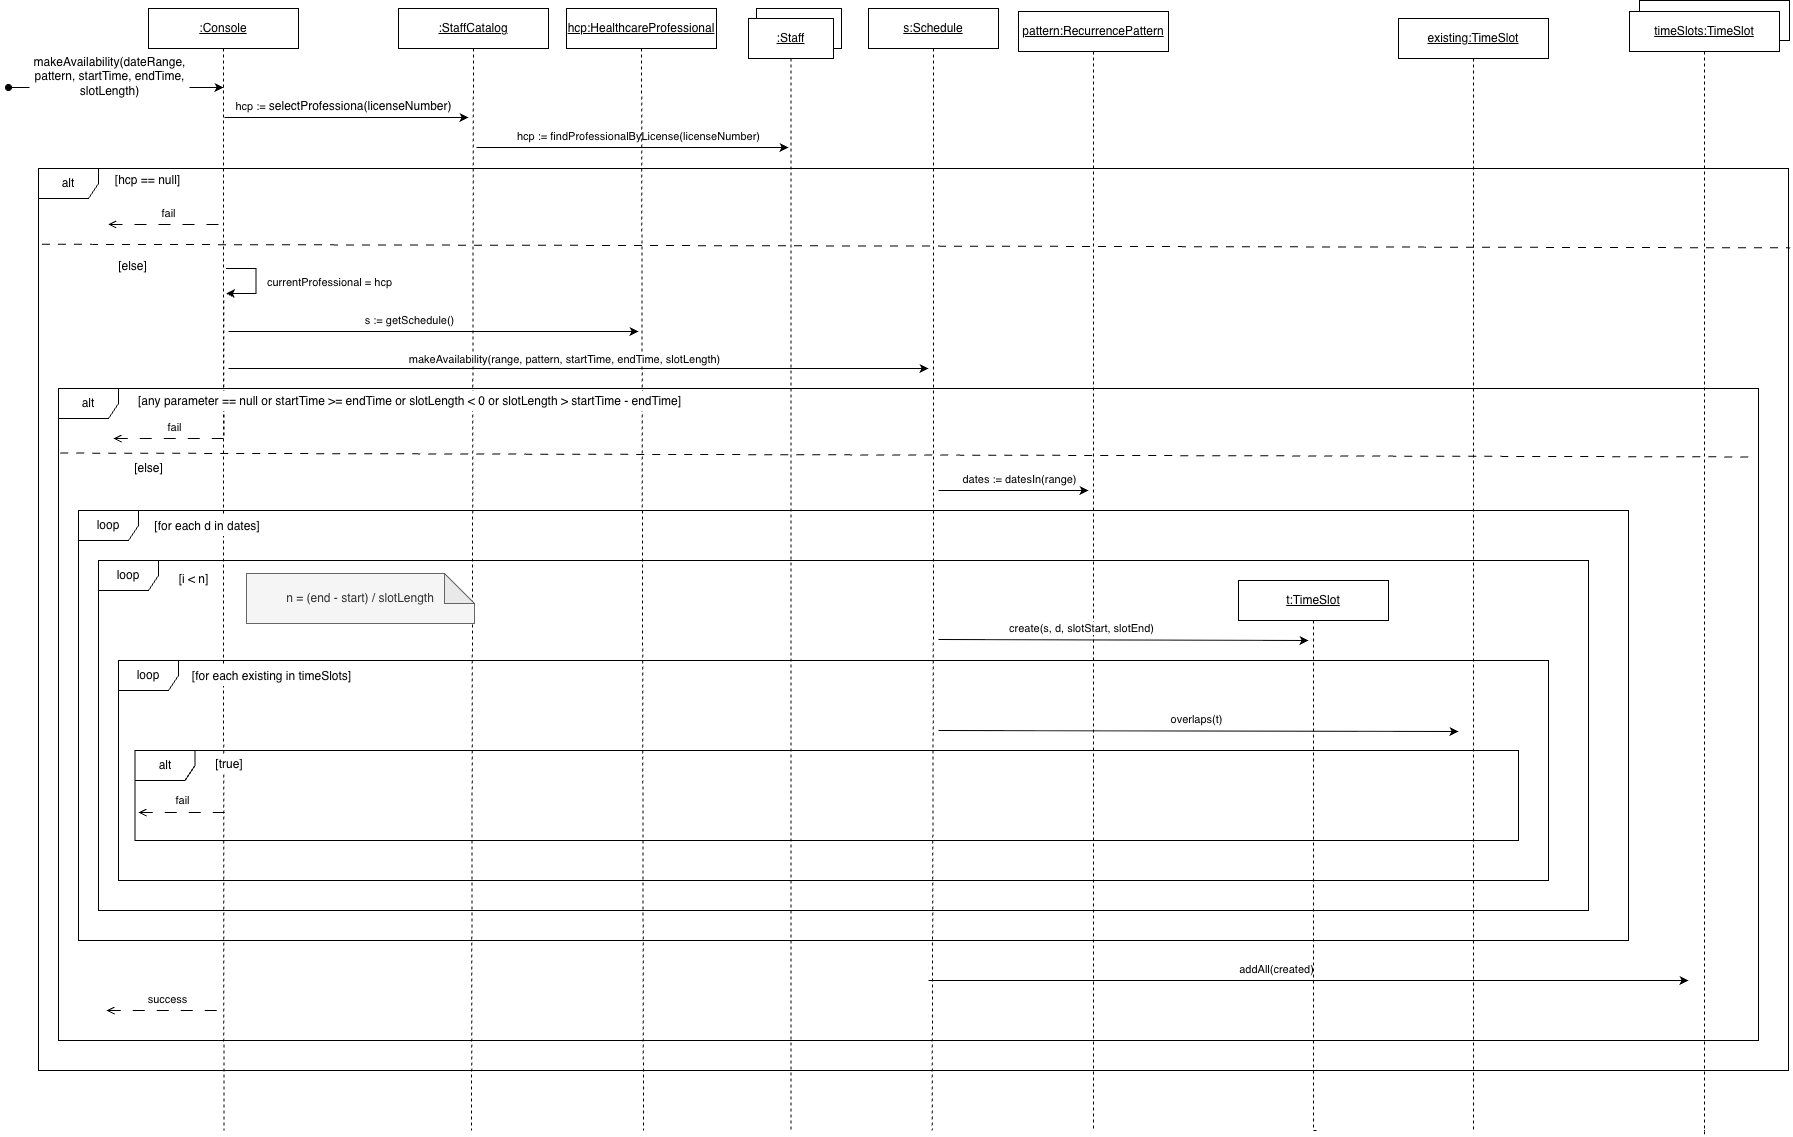 :Console
:StaffCatalog
hcp:HealthcareProfessional
:Staff
s:Schedule
pattern:RecurrencePattern
existing:TimeSlot
timeSlots:TimeSlot
makeAvailability(dateRange,
pattern, startTime, endTime,
slotLength)
hcp := selectProfessiona(licenseNumber)
hcp := findProfessionalByLicense(licenseNumber)
alt
[hcp == null]
fail
[else]
currentProfessional = hcp
s := getSchedule()
makeAvailability(range, pattern, startTime, endTime, slotLength)
alt
[any parameter == null or startTime >= endTime or slotLength < 0 or slotLength > startTime - endTime]
fail
[else]
dates := datesIn(range)
loop
[for each d in dates]
loop
[i < n]
n = (end - start) / slotLength
t:TimeSlot
create(s, d, slotStart, slotEnd)
loop
[for each existing in timeSlots]
overlaps(t)
alt
[true]
fail
addAll(created)
success